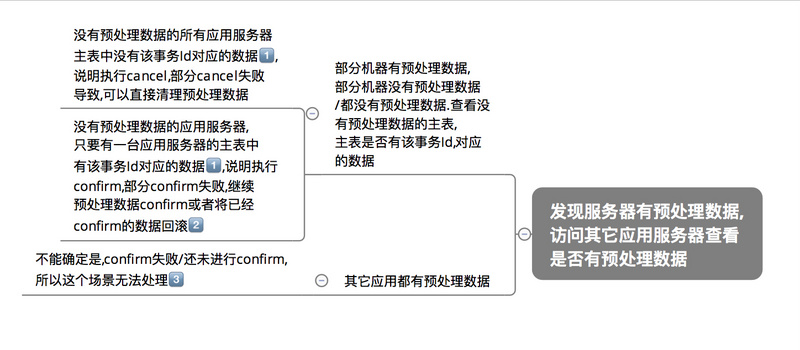 没有预处理数据的所有应用服务器
主表中没有该事务Id对应的数据1,
说明执行cancel,部分cancel失败
导致,可以直接清理预处理数据
部分机器有预处理数据,
部分机器没有预处理数据
/都没有预处理数据.查看没
有预处理数据的主表,
主表是否有该事务Id,对应
的数据
没有预处理数据的应用服务器,
只要有一台应用服务器的主表中
有该事务Id对应的数据1,说明执行
confirm,部分confirm失败,继续
预处理数据confirm或者将已经
confirm的数据回滚2
发现服务器有预处理数据,
访问其它应用服务器查看
是否有预处理数据
不能确定是,confirm失败/还未进行confirm,
所以这个场景无法处理3
其它应用都有预处理数据